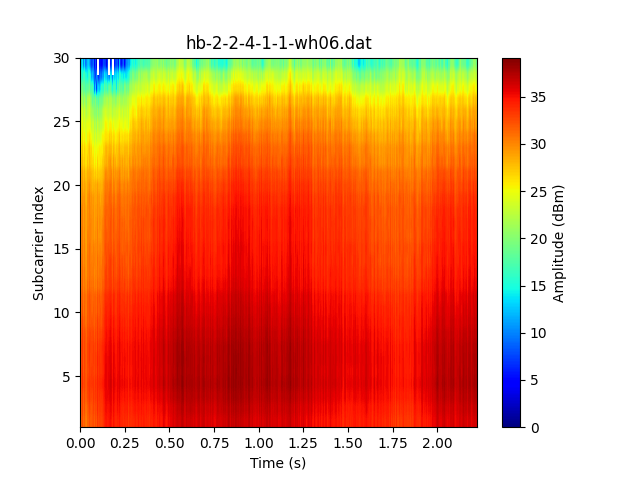 hb-2-2-4-1-1-wh06.dat
30
25
20
15
10
5
Subcarrier Index
0.00 0.25 0.50 0.75 1.00 1.25 1.50 1.75 2.00
Time (s)
35
30
25
20
15
10
5
0
Amplitude (dBm)